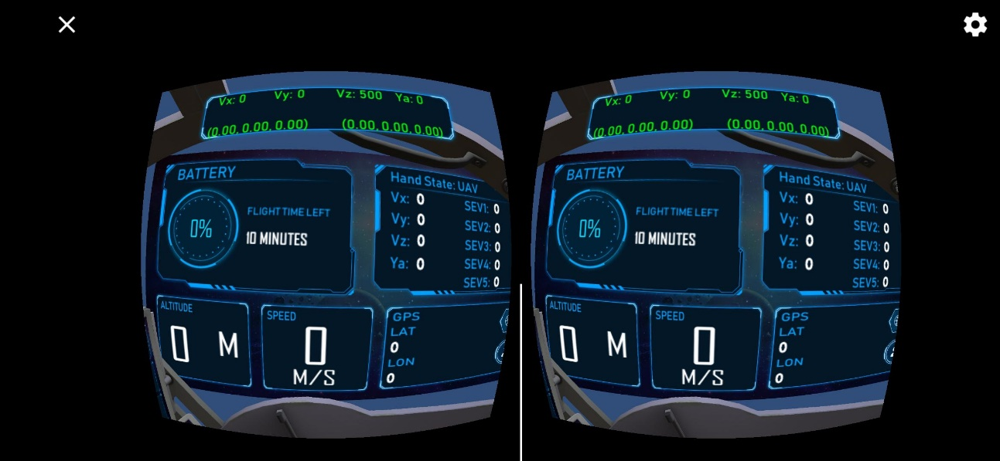 Vx: 0 Vy: 0 Vz: 500 Ya: 0
(0.00, 0.00, 0.00) (0.00, 0.00, 0.00)
BATTERY
0%
FLIGHT TIME LEFT
10 MINUTES
Hand State: UAV
Vx: 0 SEV1: 0
Vy: 0 SEV2: 0
Vz: 0 SEV3: 0
Ya: 0 SEV4: 0
SEV5: 0
ALTITUDE
0 M
SPEED
0
M/S
GPS
LAT
0
LON
0
Vx: 0 Vy: 0 Vz: 500 Ya: 0
(0.00, 0.00, 0.00) (0.00, 0.00, 0.00)
BATTERY
0%
FLIGHT TIME LEFT
10 MINUTES
Hand State: UAV
Vx: 0 SEV1: 0
Vy: 0 SEV2: 0
Vz: 0 SEV3: 0
Ya: 0 SEV4: 0
SEV5: 0
ALTITUDE
0 M
SPEED
0
M/S
GPS
LAT
0
LON
0